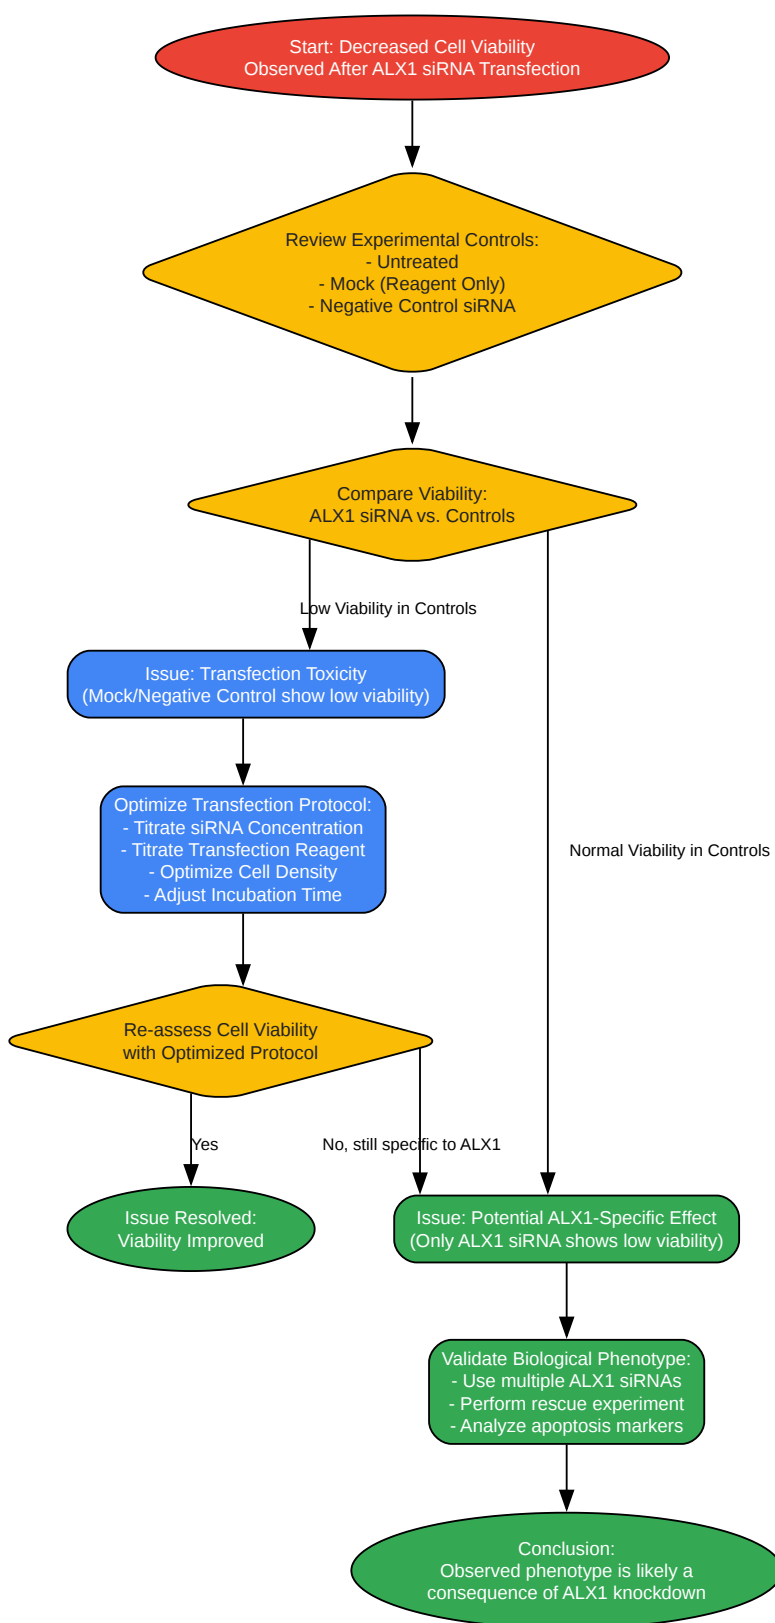 Start: Decreased Cell Viability
Observed After ALX1 siRNA Transfection
Review Experimental Controls:
- Untreated
- Mock (Reagent Only)
- Negative Control siRNA
Compare Viability:
ALX1 siRNA vs. Controls
Low Viability in Controls
Issue: Transfection Toxicity
(Mock/Negative Control show low viability)
Optimize Transfection Protocol:
- Titrate siRNA Concentration
- Titrate Transfection Reagent
- Optimize Cell Density
- Adjust Incubation Time
Normal Viability in Controls
Re-assess Cell Viability
with Optimized Protocol
Yes
No, still specific to ALX1
Issue Resolved:
Viability Improved
Issue: Potential ALX1-Specific Effect
(Only ALX1 siRNA shows low viability)
Validate Biological Phenotype:
- Use multiple ALX1 siRNAs
- Perform rescue experiment
- Analyze apoptosis markers
Conclusion:
Observed phenotype is likely a
consequence of ALX1 knockdown